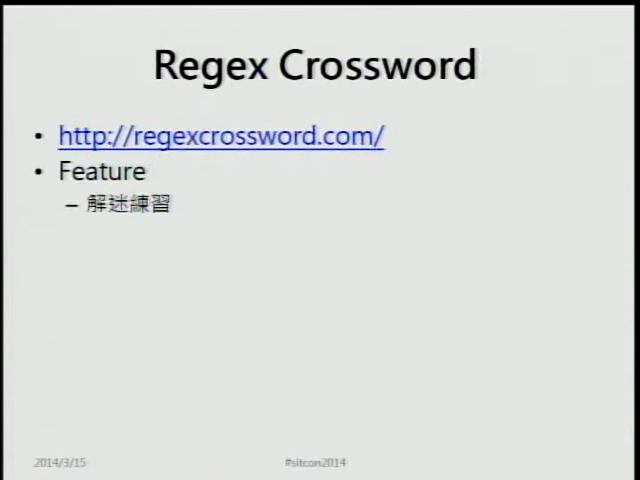 Regex Crossword
• http://regexcrossword.com/
• Feature
– 解迷練習
2014/3/15
#sitcon2014